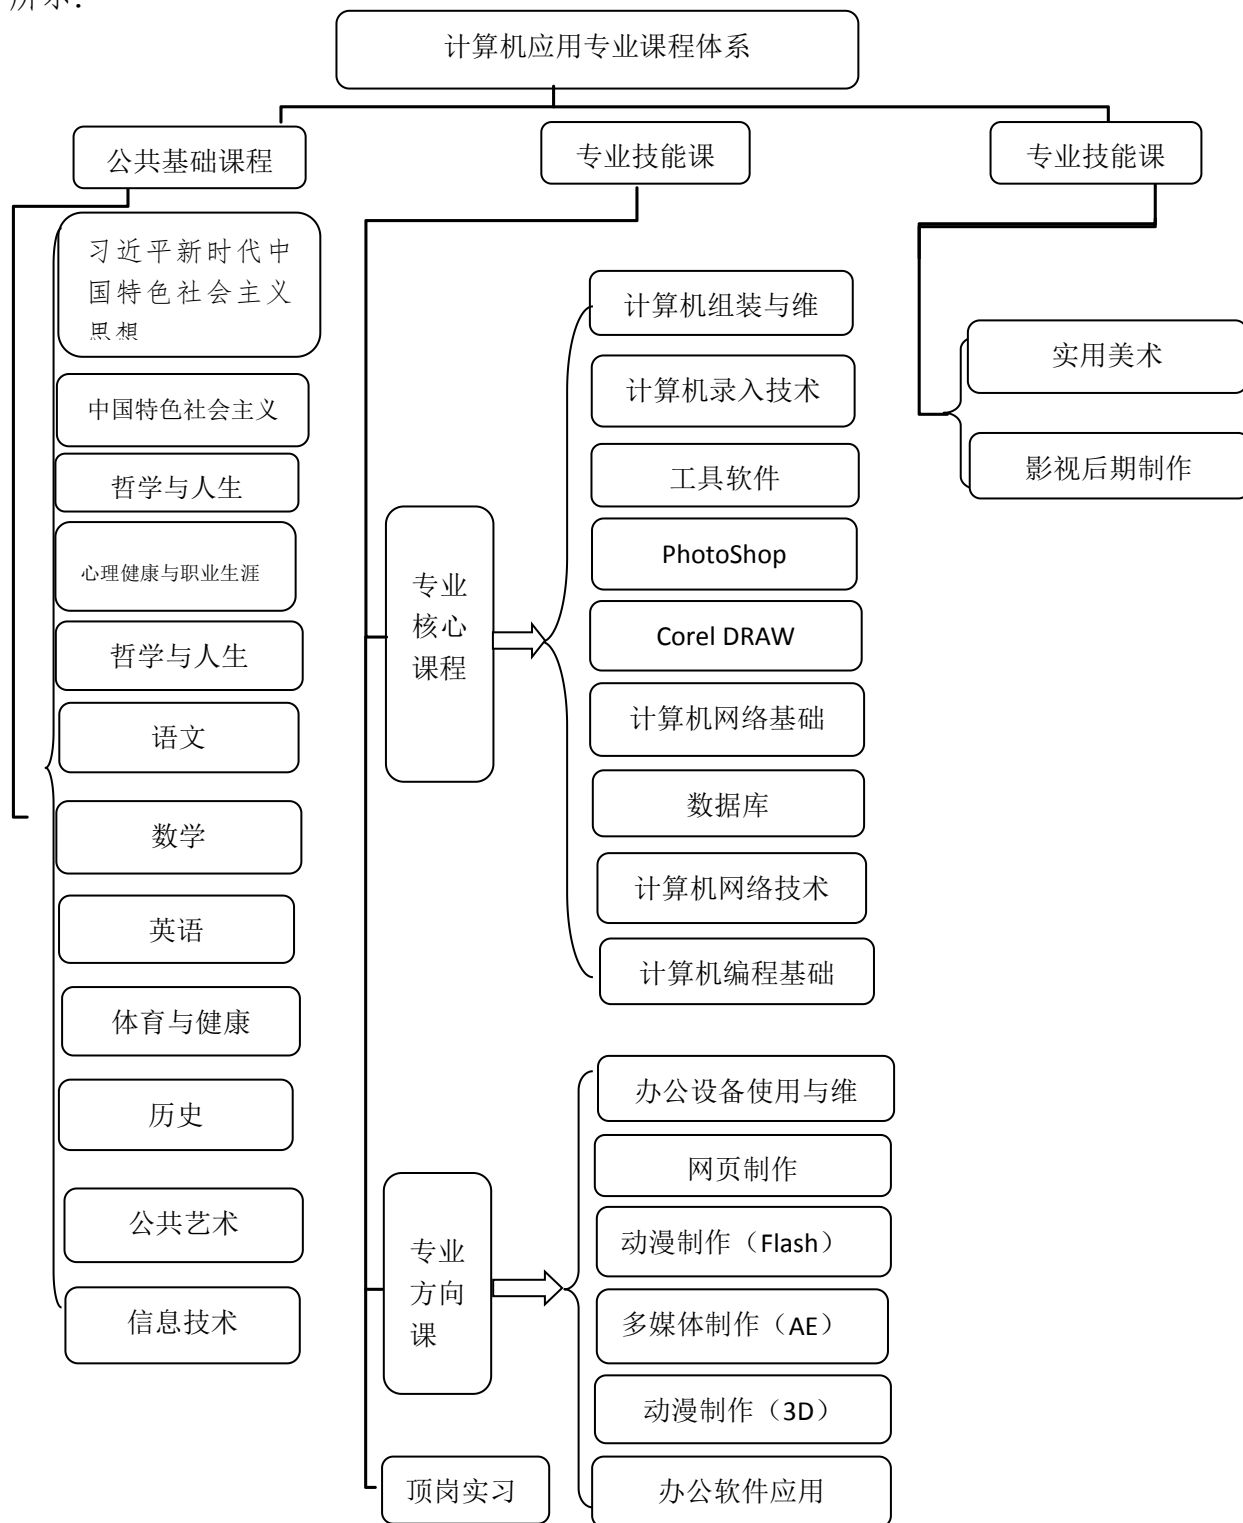 所示：
计算机应用专业课程体系
公共基础课程
专业技能课
专业技能课
习近平新时代中
国特色社会主义
思想
中国特色社会主义
哲学与人生
心理健康与职业生涯
哲学与人生
语文
数学
英语
体育与健康
历史
公共艺术
信息技术
专业
核心
课程
计算机组装与维
计算机录入技术
工具软件
PhotoShop
Corel DRAW
计算机网络基础
数据库
计算机网络技术
计算机编程基础
专业
方向
课
办公设备使用与维
网页制作
动漫制作（Flash）
多媒体制作（AE）
动漫制作（3D）
办公软件应用
顶岗实习
实用美术
影视后期制作